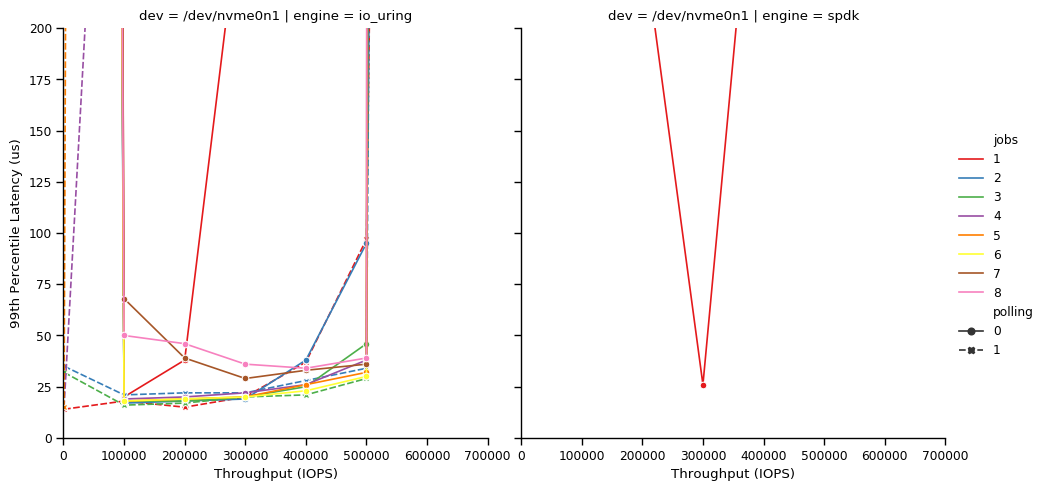 dev = /dev/nvme0n1 | engine = io_uring
dev = /dev/nvme0n1 | engine = spdk
99th Percentile Latency (us)
200
175
150
125
100
75
50
25
0
0 100000 200000 300000 400000 500000 600000 700000
Throughput (IOPS)
0 100000 200000 300000 400000 500000 600000 700000
Throughput (IOPS)
jobs
1
2
3
4
5
6
7
8
polling
0
1